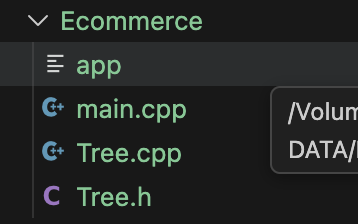 Ecommerce
app
main.cpp
/Volum
Tree.cpp
DATA/
Tree.h